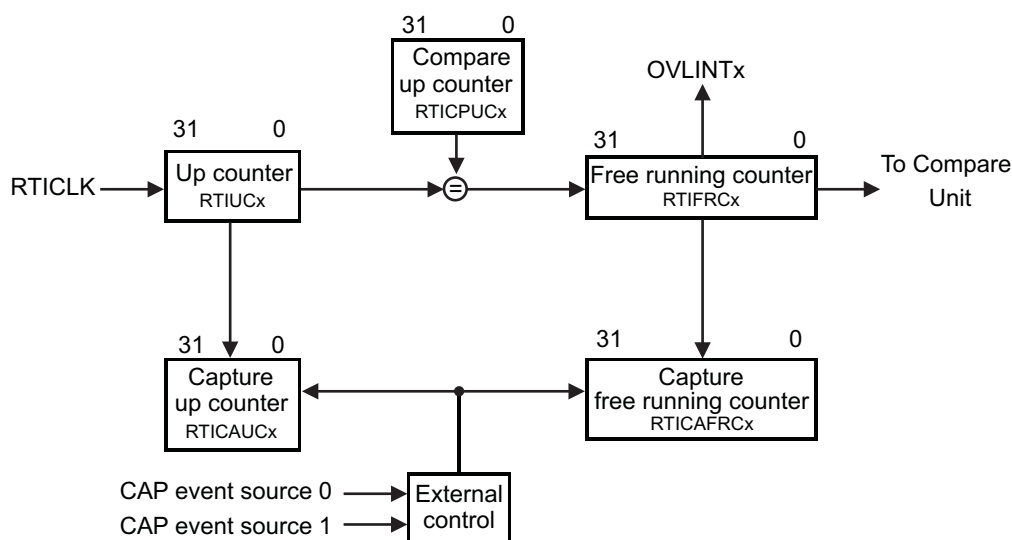 31 0
Compare
up counter
RTICPUCx
OVLINTx
31 0
Up counter
RTIUCx
RTICLK
=
31 0
Free running counter
RTIFRCx
To Compare
Unit
31 0
Capture
up counter
RTICAUCx
31 0
Capture
free running counter
RTICAFRCx
CAP event source 0
CAP event source 1
External
control